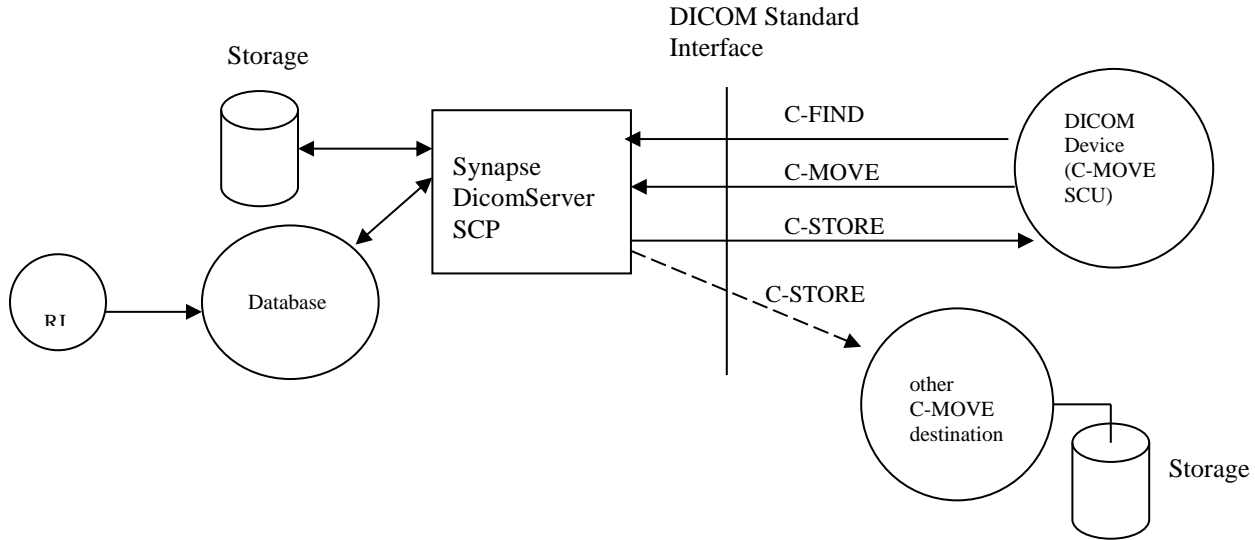 DICOM Standard
Interface
Storage
C-FIND
C-MOVE
C-STORE
C-STORE
Synapse
DicomServer
SCP
DICOM
Device
(C-MOVE
SCU)
Database
other
C-MOVE
destination
Storage